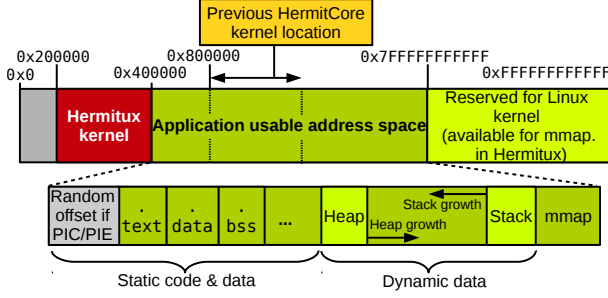 Previous HermitCore
kernel location
0x200000
0x800000
0x7FFFFFFFFFFF
0x0
0x400000
0xFFFFFFFFFFFF
Hermitux
kernel
Application usable address space
Reserved for Linux
kernel
(available for mmap.
in Hermitux)
Random
offset if
PIC/PIE
.
text
.
data
.
bss
...
Heap
Stack growth
Heap growth
Stack
mmap
Static code & data
Dynamic data